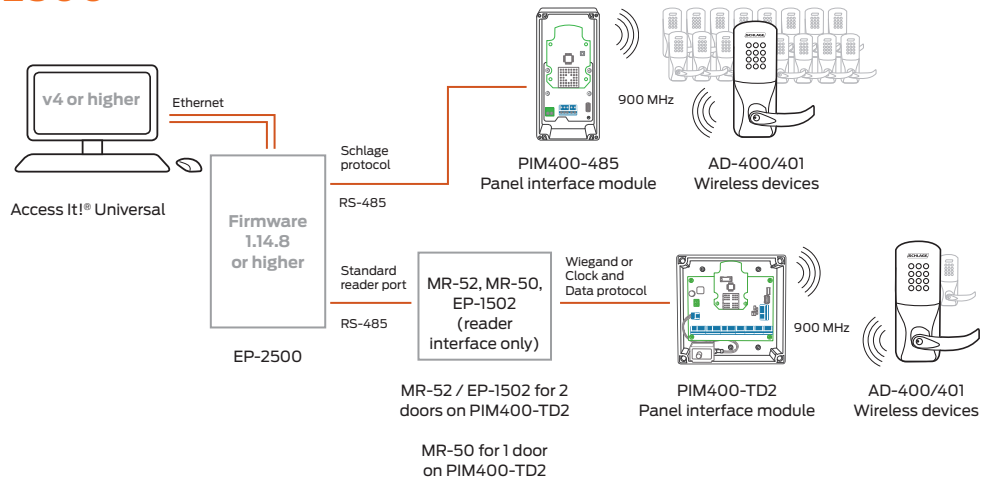 v4 or higher
Ethernet
Access It!® Universal
Firmware
1.14.8
or higher
EP-2500
Schlage
protocol
RS-485
Standard
reader port
RS-485
900 MHz
PIM400-485
Panel interface module
SCHLAGE
AD-400/401
Wireless devices
MR-52, MR-50,
EP-1502
(reader
interface only)
MR-52 / EP-1502 for 2
doors on PIM400-TD2
MR-50 for 1 door
on PIM400-TD2
Wiegand or
Clock and
Data protocol
900 MHz
PIM400-TD2
Panel interface module
SCHLAGE
AD-400/401
Wireless devices